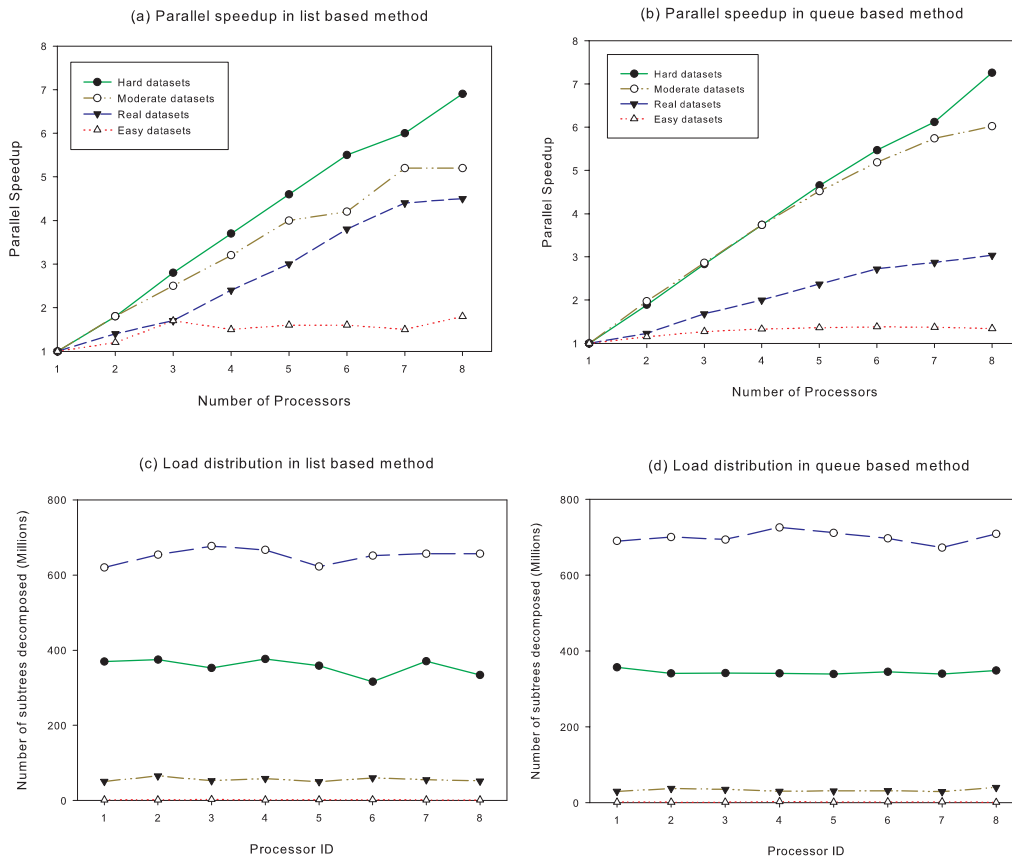 (a) Parallel speedup in list based method
8
7
6
5
4
3
2
1
Parallel Speedup
Hard datasets
Moderate datasets
Real datasets
Easy datasets
1 2 3 4 5 6 7 8
Number of Processors
(b) Parallel speedup in queue based method
8
7
6
5
4
3
2
1
Parallel Speedup
Hard datasets
Moderate datasets
Real datasets
Easy datasets
1 2 3 4 5 6 7 8
Number of Processors
(c) Load distribution in list based method
800
600
400
200
0
Number of subtrees decomposed (Millions)
1 2 3 4 5 6 7 8
Processor ID
(d) Load distribution in queue based method
800
600
400
200
0
Number of subtrees decomposed (Millions)
1 2 3 4 5 6 7 8
Processor ID